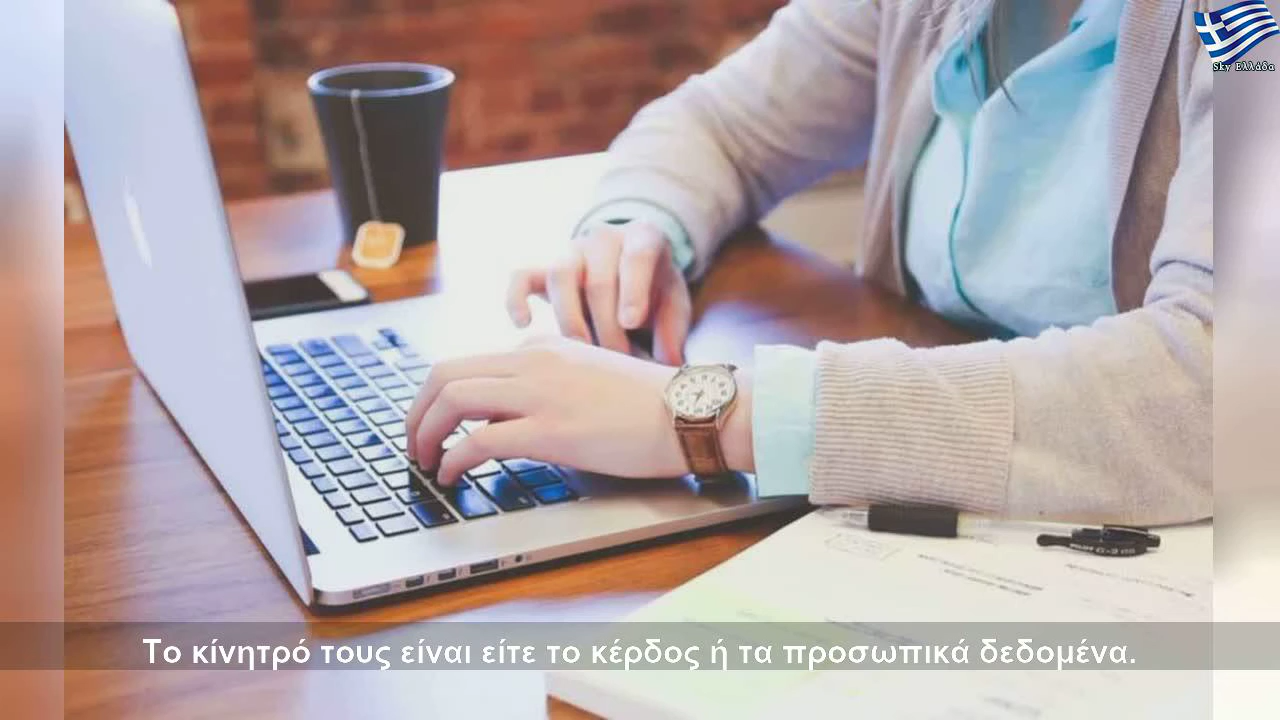 Sky Ελλάδα
Το κίνητρό τους είναι είτε το κέρδος ή τα προσωπικά δεδομένα.